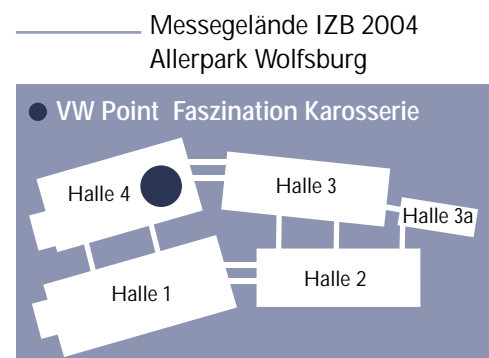 Messegelände IZB 2004
Allerpark Wolfsburg
VW Point Faszination Karosserie
Halle 4
Halle 3
Halle 3a
Halle 1
Halle 2